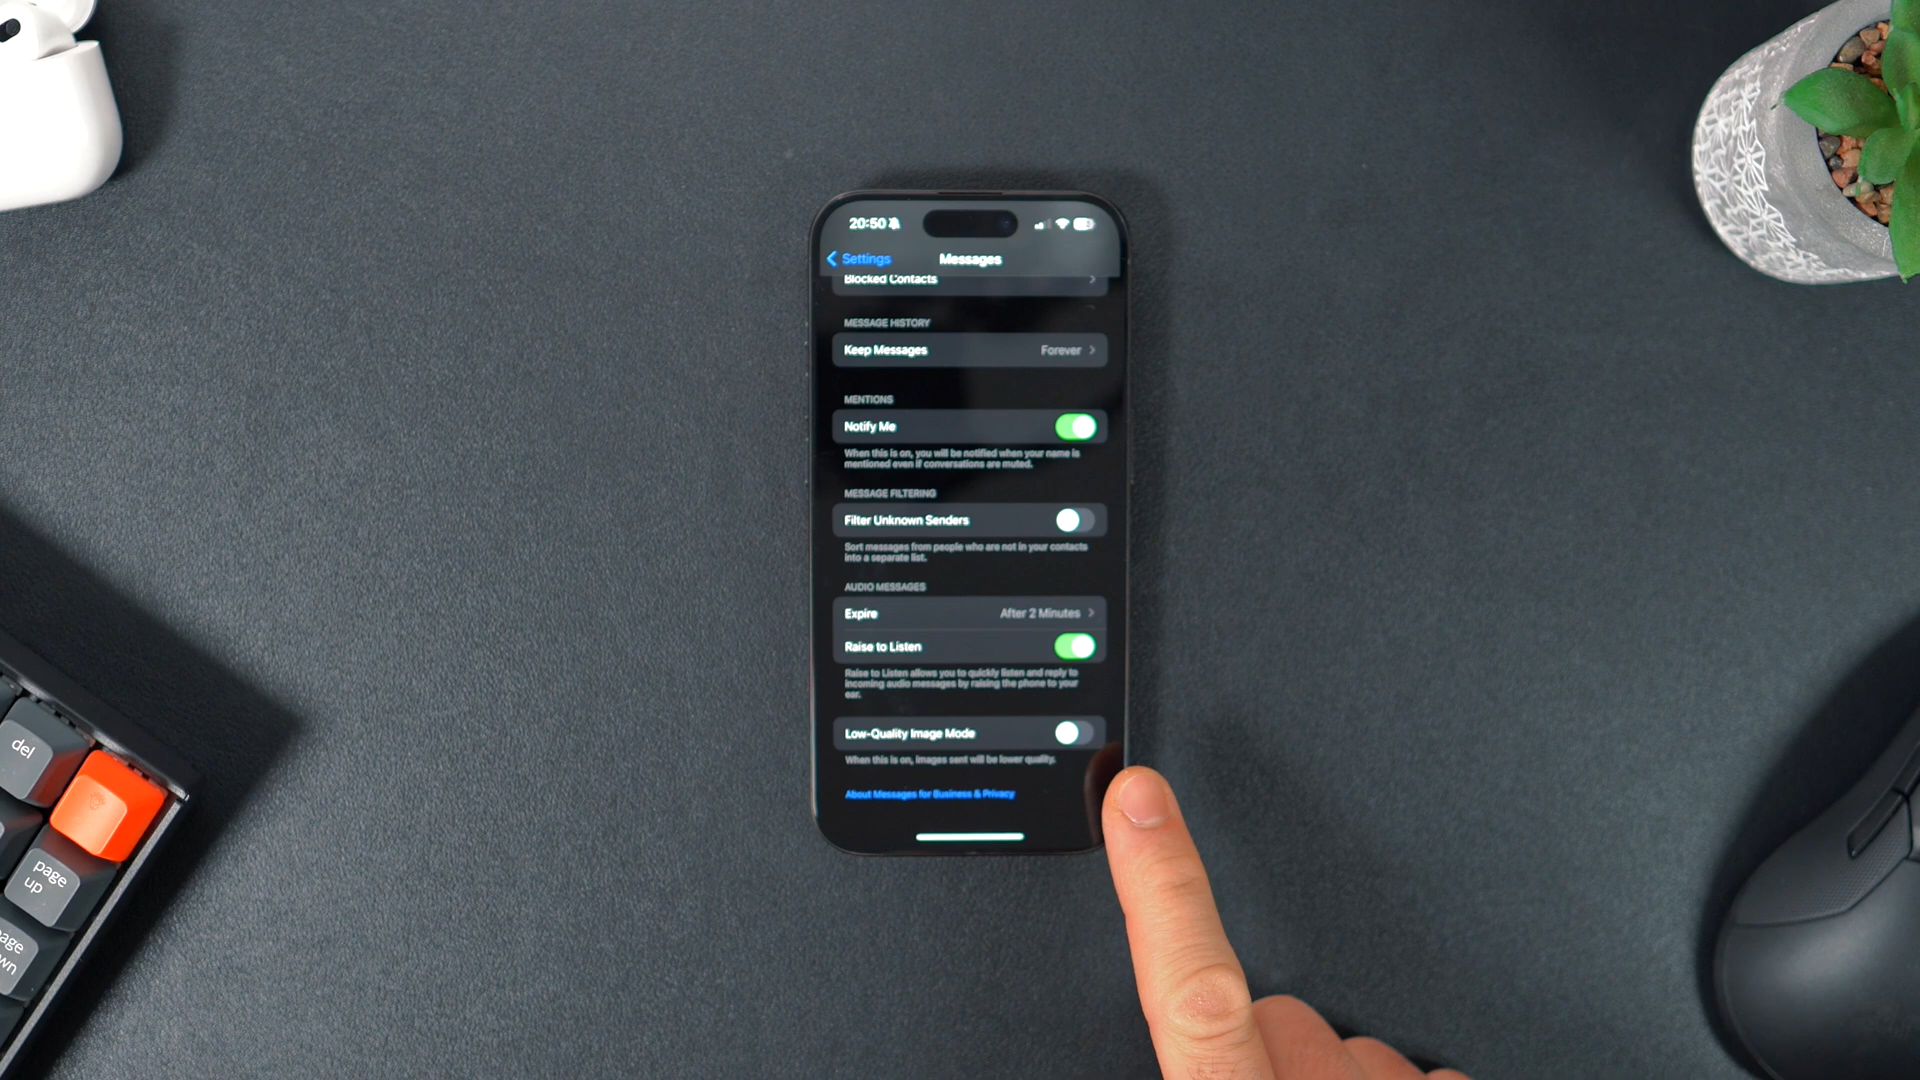 20:50
Settings
Messages
Blocked Contacts
MESSAGE HISTORY
Keep Messages
Forever
MENTIONS
Notify Me
When this is on, you will be notified when your name is
mentioned even if conversations are muted.
MESSAGE FILTERING
Filter Unknown Senders
Sort messages from people who are not in your contacts
into a separate list.
AUDIO MESSAGES
Expire
After 2 Minutes
Raise to Listen
Raise to Listen allows you to quickly listen and reply to
incoming audio messages by raising the phone to your
ear.
Low-Quality Image Mode
When this is on, images sent will be lower quality.
About Messages for Business & Privacy
del
page
up
age
wn